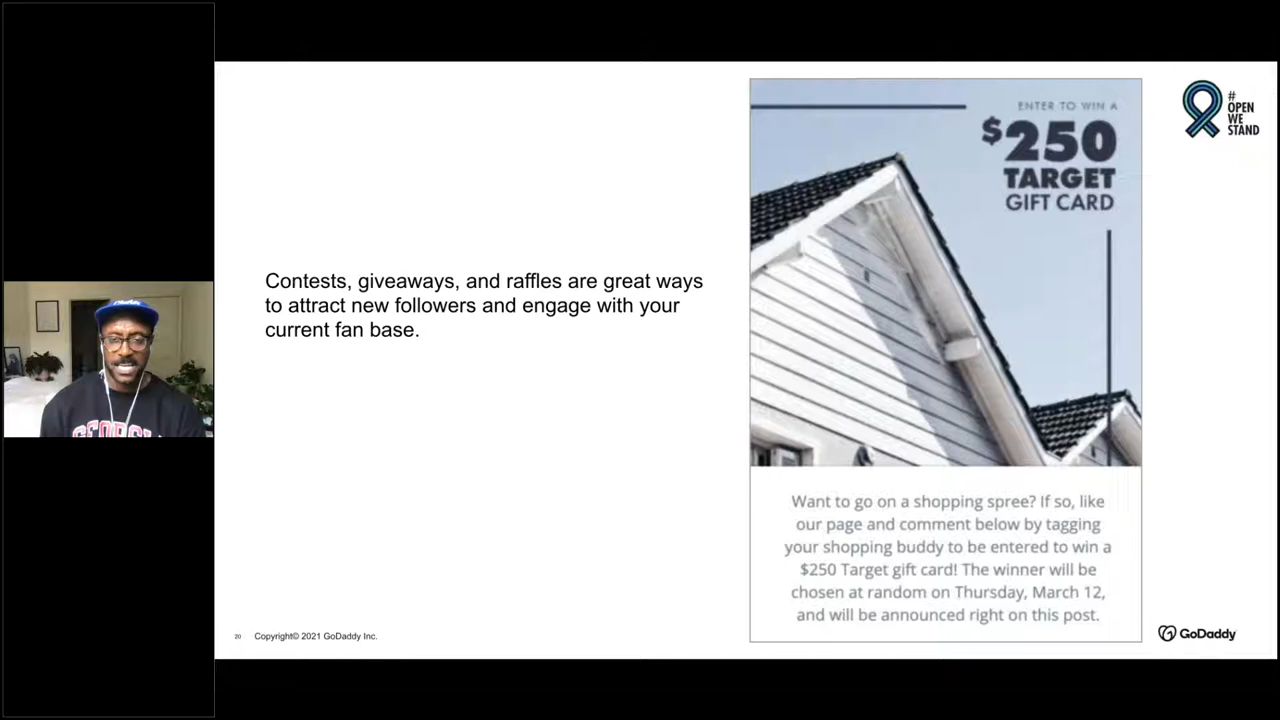 Contests, giveaways, and raffles are great ways
to attract new followers and engage with your
current fan base.
ENTER TO WIN A
$250
TARGET
GIFT CARD
Want to go on a shopping spree? If so, like
our page and comment below by tagging
your shopping buddy to be entered to win a
$250 Target gift card! The winner will be
chosen at random on Thursday, March 12,
and will be announced right on this post.
#
OPEN
WE
STAND
GEORGIA
20 Copyright© 2021 GoDaddy Inc.
GoDaddy